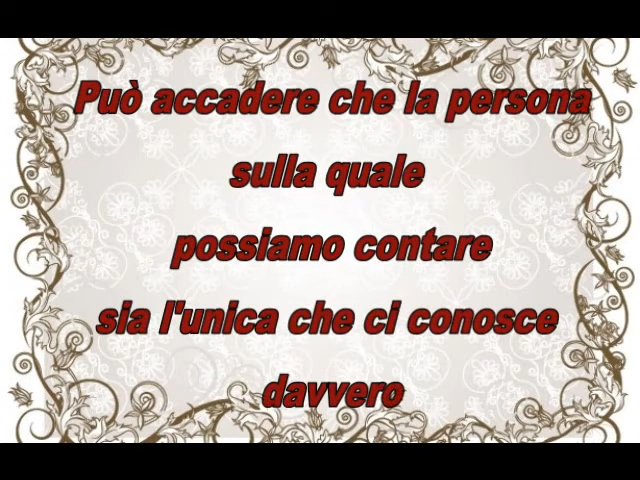 Può accadere che la persona
sulla quale
possiamo contare
sia l'unica che ci conosce
davvero